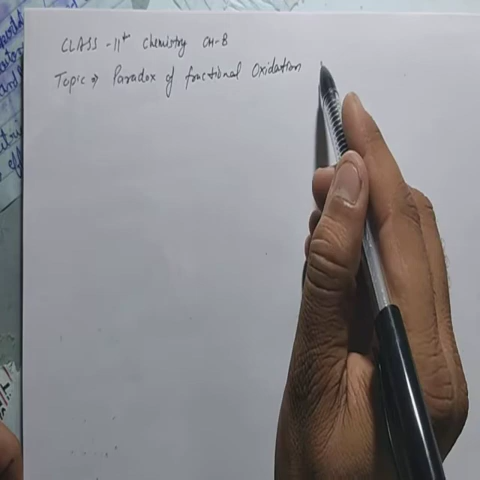 CLASS - 11th Chemistry CH-8
Topic ⇒ Paradox of fractional Oxidation